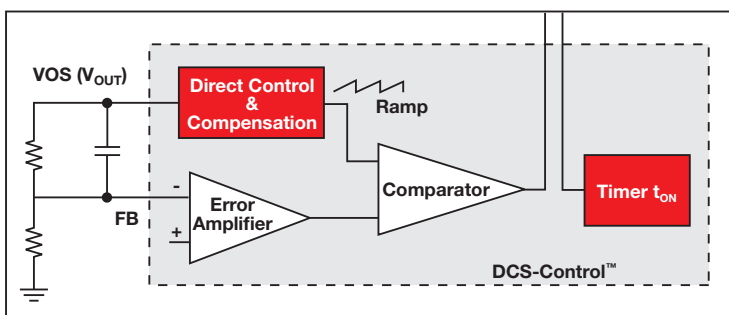 VOS (VOUT)
Direct Control
&
Compensation
Ramp
Comparator
Timer tON
-
Error
Amplifier
+
FB
DCS-Control™